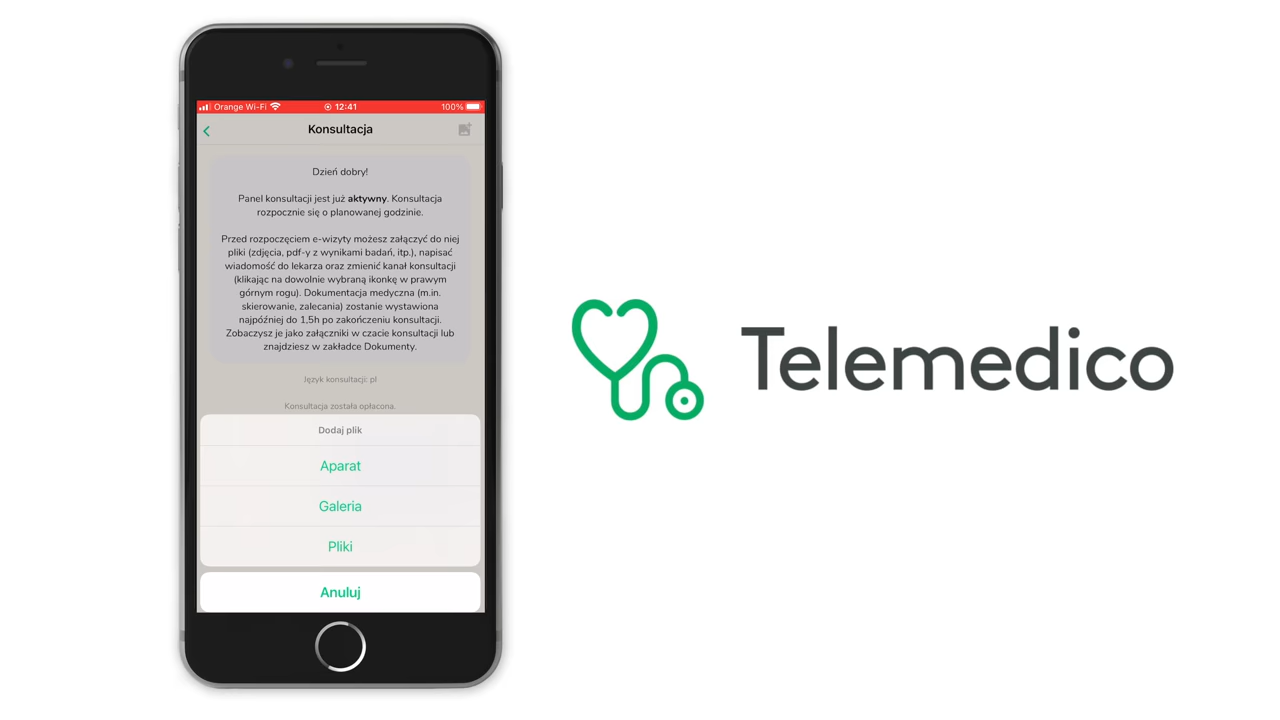 Orange Wi-Fi 12:41 100%
Konsultacja
Dzień dobry!
Panel konsultacji jest już aktywny. Konsultacja
rozpocznie się o planowanej godzinie.
Przed rozpoczęciem e-wizyty możesz załączyć do niej
pliki (zdjęcia, pdf-y z wynikami badań, itp.), napisać
wiadomość do lekarza oraz zmienić kanał konsultacji
(klikając na dowolnie wybraną ikonkę w prawym
górnym rogu). Dokumentacja medyczna (m.in.
skierowanie, zalecania) zostanie wystawiona
najpóźniej do 1,5h po zakończeniu konsultacji.
Zobaczysz je jako załączniki w czacie konsultacji lub
znajdziesz w zakładce Dokumenty.
Język konsultacji: pl
Konsultacja została opłacona.
Dodaj plik
Aparat
Galeria
Pliki
Anuluj
Telemedico